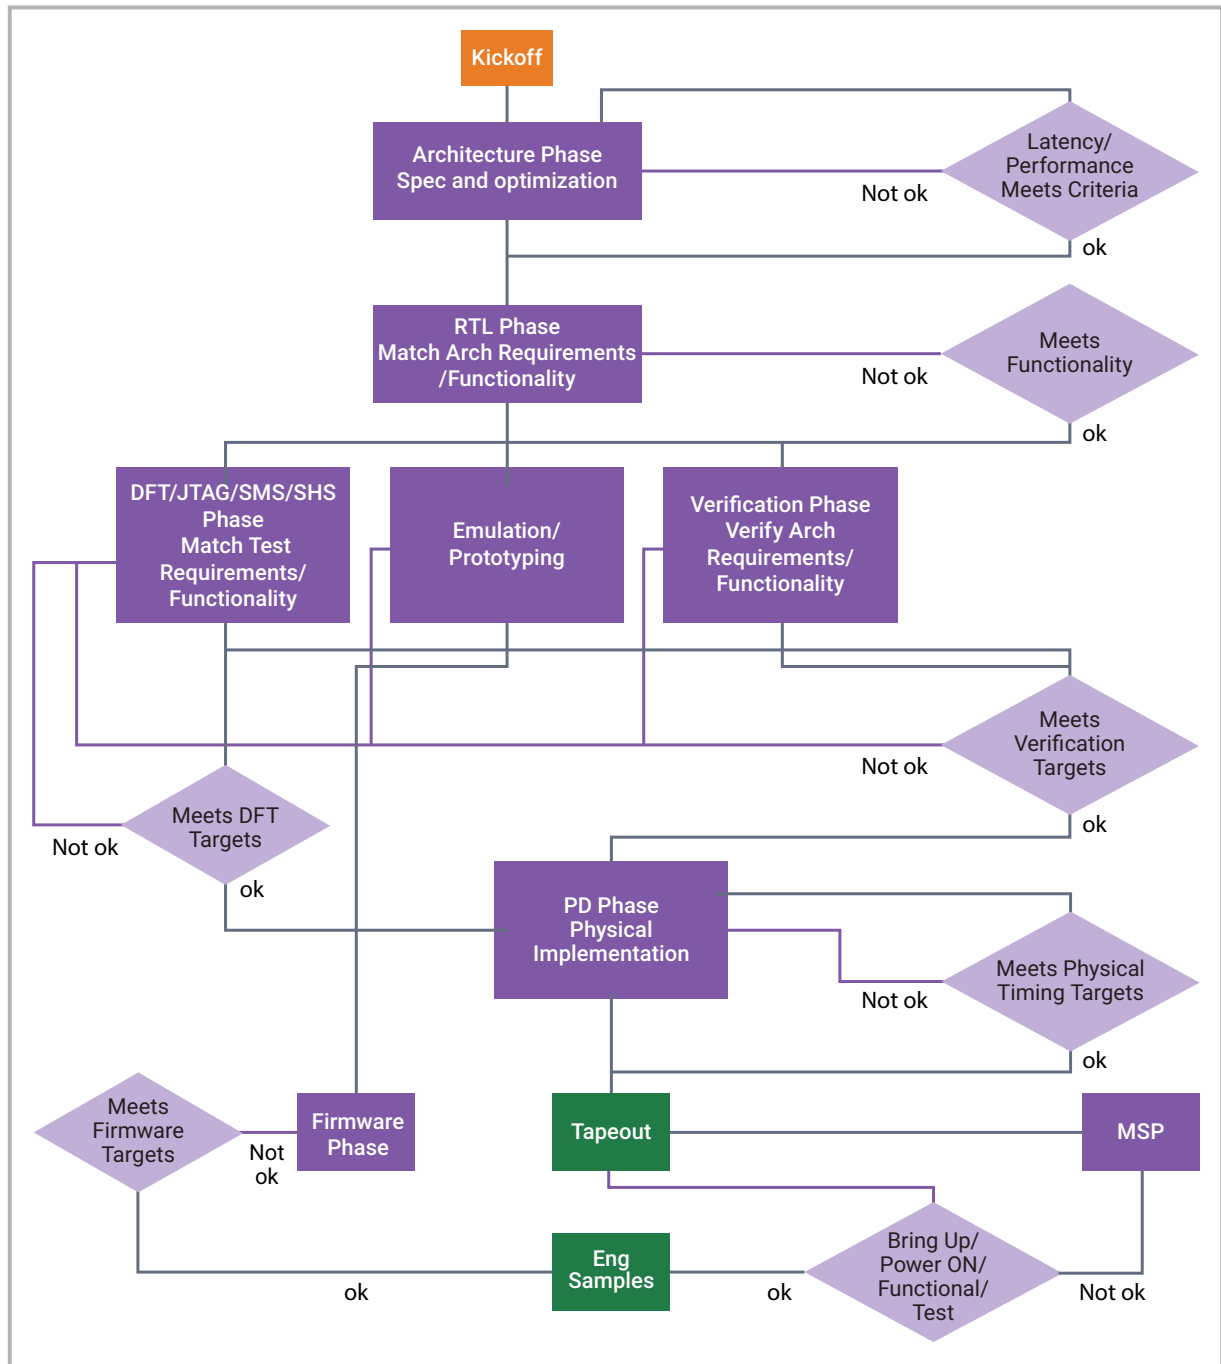 Kickoff
Architecture Phase
Spec and optimization
Latency/
Performance
Meets Criteria
Not ok
ok
RTL Phase
Match Arch Requirements
/Functionality
Meets
Functionality
Not ok
ok
DFT/JTAG/SMS/SHS
Phase
Match Test
Requirements/
Functionality
Emulation/
Prototyping
Verification Phase
Verify Arch
Requirements/
Functionality
Meets
Verification
Targets
Not ok
ok
Meets DFT
Targets
Not ok
ok
PD Phase
Physical
Implementation
Meets Physical
Timing Targets
Not ok
ok
Meets
Firmware
Targets
Not
ok
Firmware
Phase
Tapeout
MSP
Bring Up/
Power ON/
Functional/
Test
Eng
Samples
ok
ok
Not ok